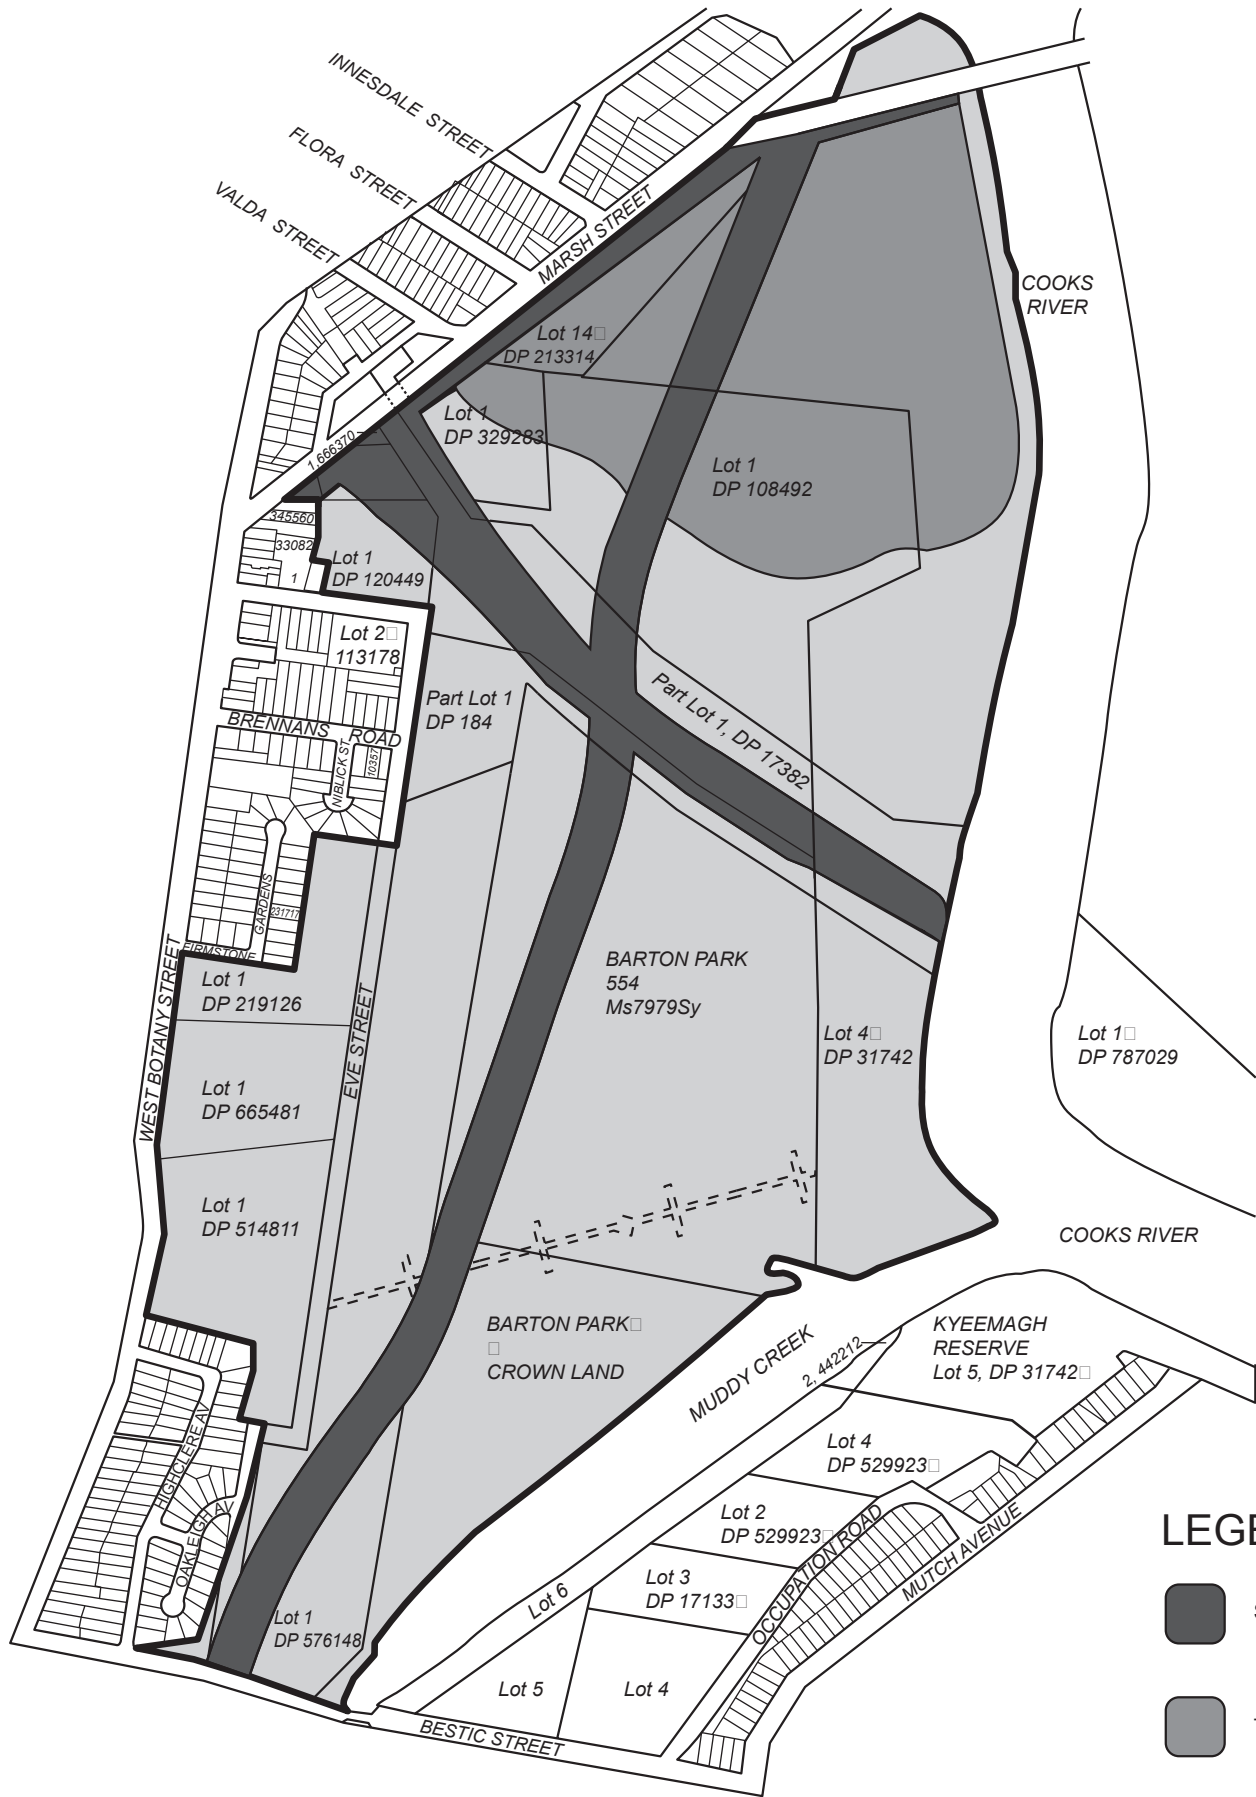 INNESDALE STREET
FLORA STREET
VALDA STREET
MARSH STREET
COOKS
RIVER
Lot 14
DP 213314
Lot 1
DP 329283
1,666370
Lot 1
DP 108492
345560
33082
1
Lot 1
DP 120449
Lot 2
113178
Part Lot 1
DP 184
Part Lot 1, DP 17382
BRENNANS ROAD
NIBLICK ST
10357
GARDENS
231717
FIRMSTONE
WEST BOTANY STREET
Lot 1
DP 219126
EVE STREET
BARTON PARK
554
Ms7979Sy
Lot 4
DP 31742
Lot 1
DP 787029
Lot 1
DP 665481
Lot 1
DP 514811
COOKS RIVER
BARTON PARK
CROWN LAND
MUDDY CREEK
2, 442212
KYEEMAGH
RESERVE
Lot 5, DP 31742
HIGHCLERE AV
OAKLEIGH AV
Lot 4
DP 529923
Lot 2
DP 529923
OCCUPATION ROAD
MUTCH AVENUE
Lot 3
DP 17133
Lot 6
Lot 1
DP 576148
Lot 5
Lot 4
BESTIC STREET
LEGE